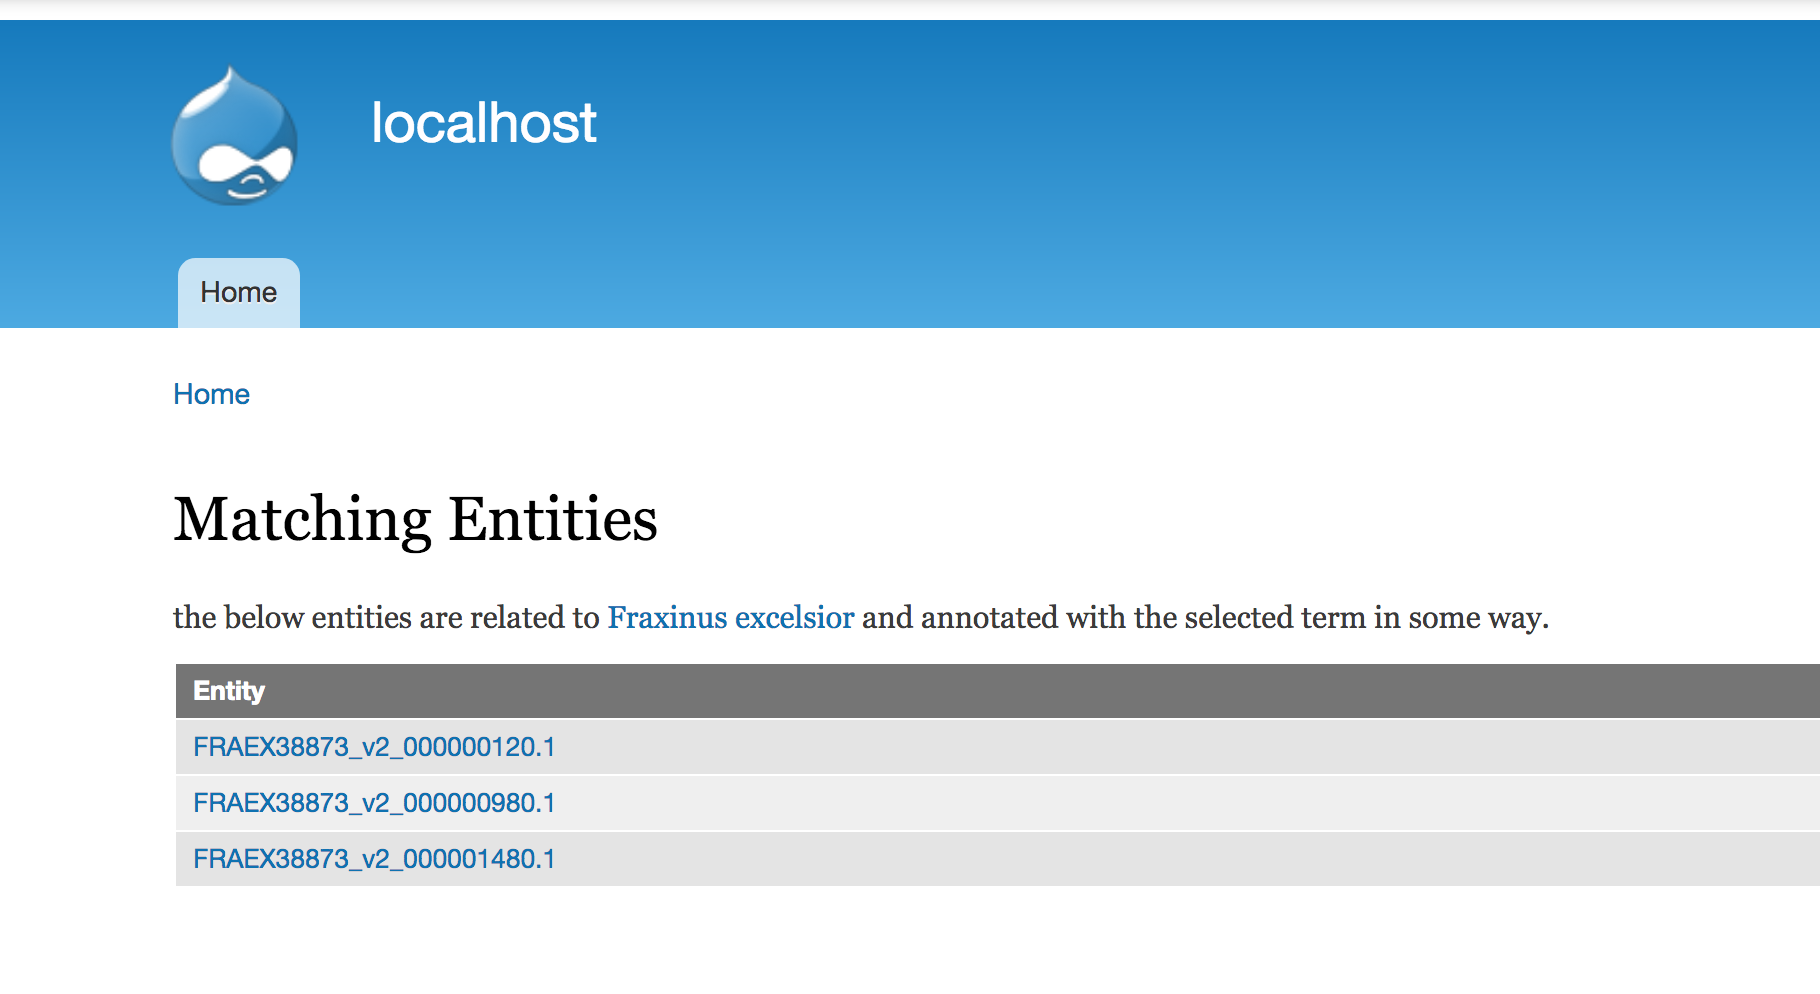 localhost
Home
Home
Matching Entities
the below entities are related to Fraxinus excelsior and annotated with the selected term in some way.
Entity
FRAEX38873_v2_000000120.1
FRAEX38873_v2_000000980.1
FRAEX38873_v2_000001480.1